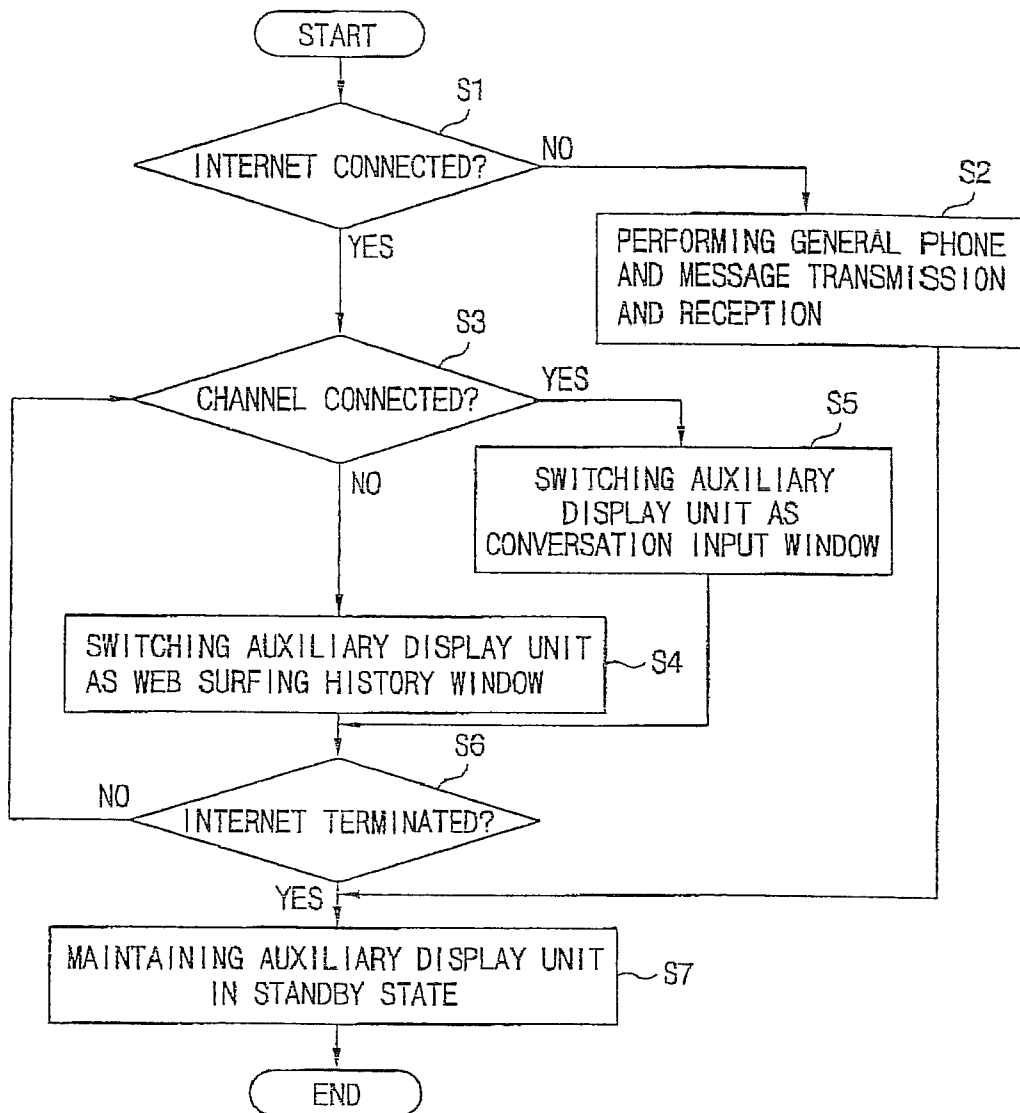 START
S1
INTERNET CONNECTED?
NO
S2
YES
PERFORMING GENERAL PHONE
AND MESSAGE TRANSMISSION
AND RECEPTION
S3
CHANNEL CONNECTED?
YES
S5
NO
SWITCHING AUXILIARY
DISPLAY UNIT AS
CONVERSATION INPUT WINDOW
SWITCHING AUXILIARY DISPLAY UNIT
AS WEB SURFING HISTORY WINDOW
S4
S6
NO
INTERNET TERMINATED?
YES
MAINTAINING AUXILIARY DISPLAY UNIT
IN STANDBY STATE
S7
END